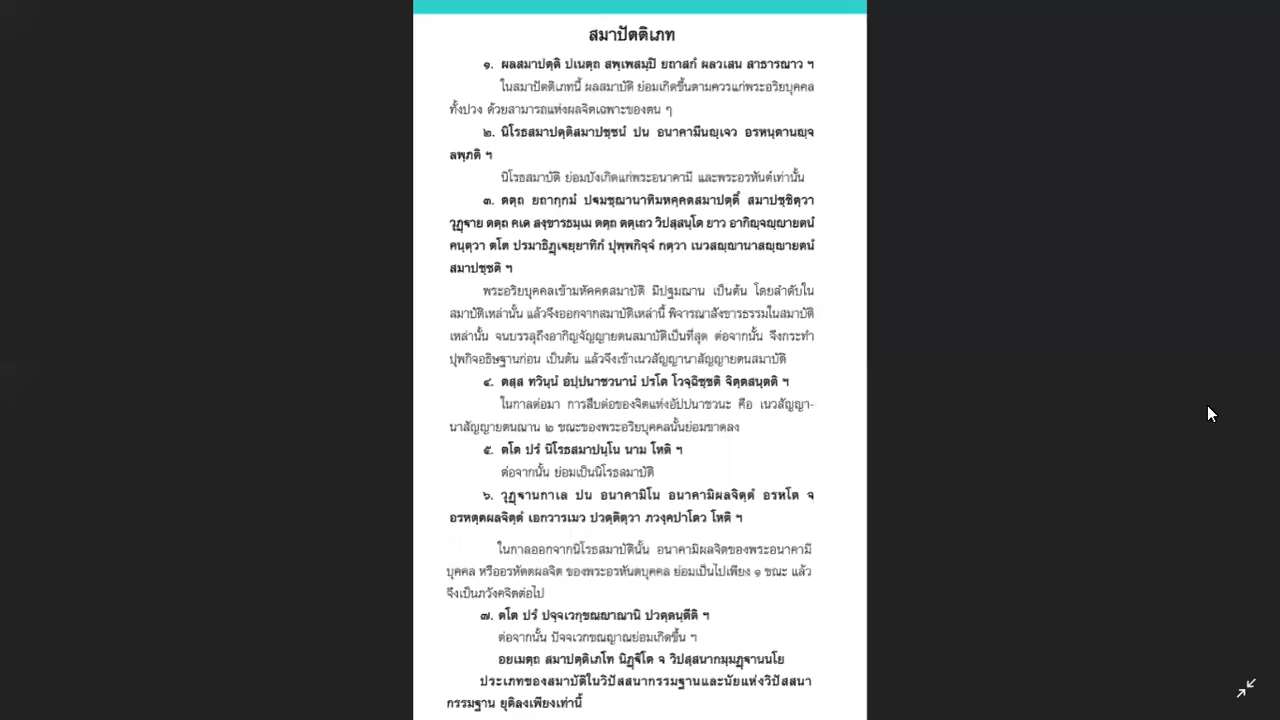 สมาปัตติเภท
๑. ผลสมาปตฺติ ปเนตฺถ สพฺเพสมฺปิ ยถาสกํ ผลวเสน สาธารณาว ฯ
ในสมาปัตติเภทนี้ ผลสมาบัติ ย่อมเกิดขึ้นตามควรแก่พระอริยบุคคล
ทั้งปวง ด้วยสามารถแห่งผลจิตเฉพาะของตน ๆ
๒. นิโรธสมาปตฺติสมาปชฺชนํ ปน อนาคามีนญฺเจว อรหนฺตานญฺจ
ลพฺภติ ฯ
นิโรธสมาบัติ ย่อมบังเกิดแก่พระอนาคามี และพระอรหันต์เท่านั้น
๓. ตตฺถ ยถากฺกมํ ปฐมชฺฌานาทิมหคฺคตสมาปตฺตึ สมาปชฺชิตฺวา
วุฏฺฐาย ตตฺถ คเต สงฺขารธมฺเม ตตฺถ ตตฺเถว วิปสฺสนฺโต ยาว อากิญฺจญฺญายตนํ
คนฺตฺวา ตโต ปรมาธิฏฺเฐยฺยาทิกํ ปุพฺพกิจฺจํ กตฺวา เนวสญฺญานาสญฺญายตนํ
สมาปชฺชติ ฯ
พระอริยบุคคลเข้ามหัคคตสมาบัติ มีปฐมฌาน เป็นต้น โดยลำดับใน
สมาบัติเหล่านั้น แล้วจึงออกจากสมาบัติเหล่านี้ พิจารณาสังขารธรรมในสมาบัติ
เหล่านั้น จนบรรลุถึงอากิญจัญญายตนสมาบัติเป็นที่สุด ต่อจากนั้น จึงกระทำ
ปุพกิจอธิษฐานก่อน เป็นต้น แล้วจึงเข้าเนวสัญญานาสัญญายตนสมาบัติ
๔. ตสฺส ทวินฺนํ อปฺปนาชวนานํ ปรโต โวจฺฉิชฺชติ จิตฺตสนฺตติ ฯ
ในกาลต่อมา การสืบต่อของจิตแห่งอัปปนาชวนะ คือ เนวสัญญา-
นาสัญญายตนฌาน ๒ ขณะของพระอริยบุคคลนั้นย่อมขาดลง
๕. ตโต ปรํ นิโรธสมาปนฺโน นาม โหติ ฯ
ต่อจากนั้น ย่อมเป็นนิโรธสมาบัติ
๖. วุฏฺฐานกาเล ปน อนาคามิโน อนาคามิผลจิตฺตํ อรหโต จ
อรหตฺตผลจิตฺตํ เอกวารเมว ปวตฺติตฺวา ภวงฺคปาโตว โหติ ฯ
ในกาลออกจากนิโรธสมาบัตินั้น อนาคามิผลจิตของพระอนาคามี
บุคคล หรืออรหัตตผลจิต ของพระอรหันตบุคคล ย่อมเป็นไปเพียง ๑ ขณะ แล้ว
จึงเป็นภวังคจิตต่อไป
๗. ตโต ปรํ ปจฺจเวกฺขณญาณานิ ปวตฺตนฺตีติ ฯ
ต่อจากนั้น ปัจจเวกขณญาณย่อมเกิดขึ้น ฯ
อยเมตฺถ สมาปตฺติเภโท นิฏฺฐิโต จ วิปสฺสนากมฺมฏฺฐานนโย
ประเภทของสมาบัติในวิปัสสนากรรมฐานและนัยแห่งวิปัสสนา
กรรมฐาน ยุติลงเพียงเท่านี้